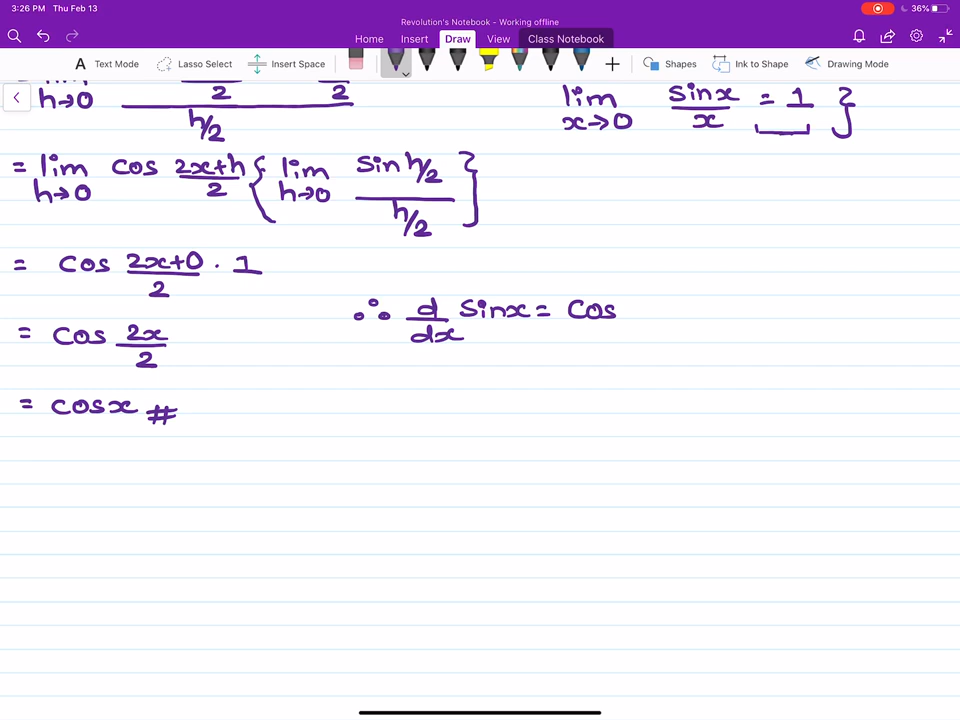 3:26 PM Thu Feb 13
36%
Revolution's Notebook - Working offline
Home Insert Draw View Class Notebook
Text Mode Lasso Select Insert Space + Shapes Ink to Shape Drawing Mode
h→0 2 2
h/2
lim x→0 sinx/x = 1 }
= lim h→0 cos (2x+h)/2 { lim h→0 (sin h/2)/(h/2) }
= cos (2x+0)/2 · 1
∴ d/dx sinx = cos
= cos 2x/2
= cosx #